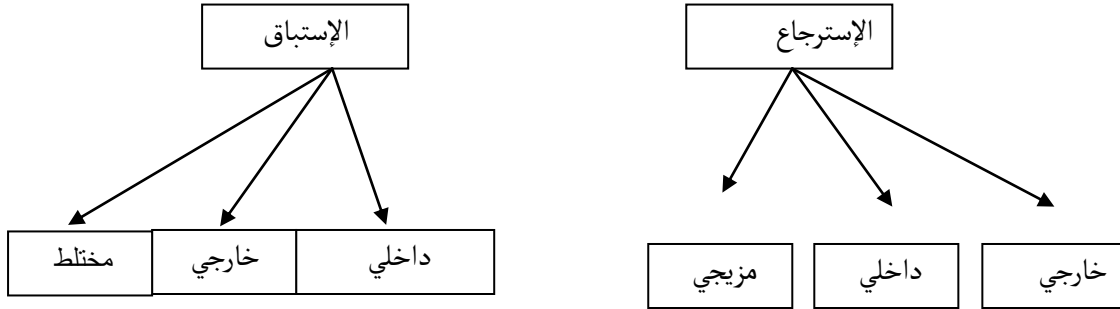 الإسترجاع
الإستباق
خارجي
داخلي
مزيجي
داخلي
خارجي
مختلط